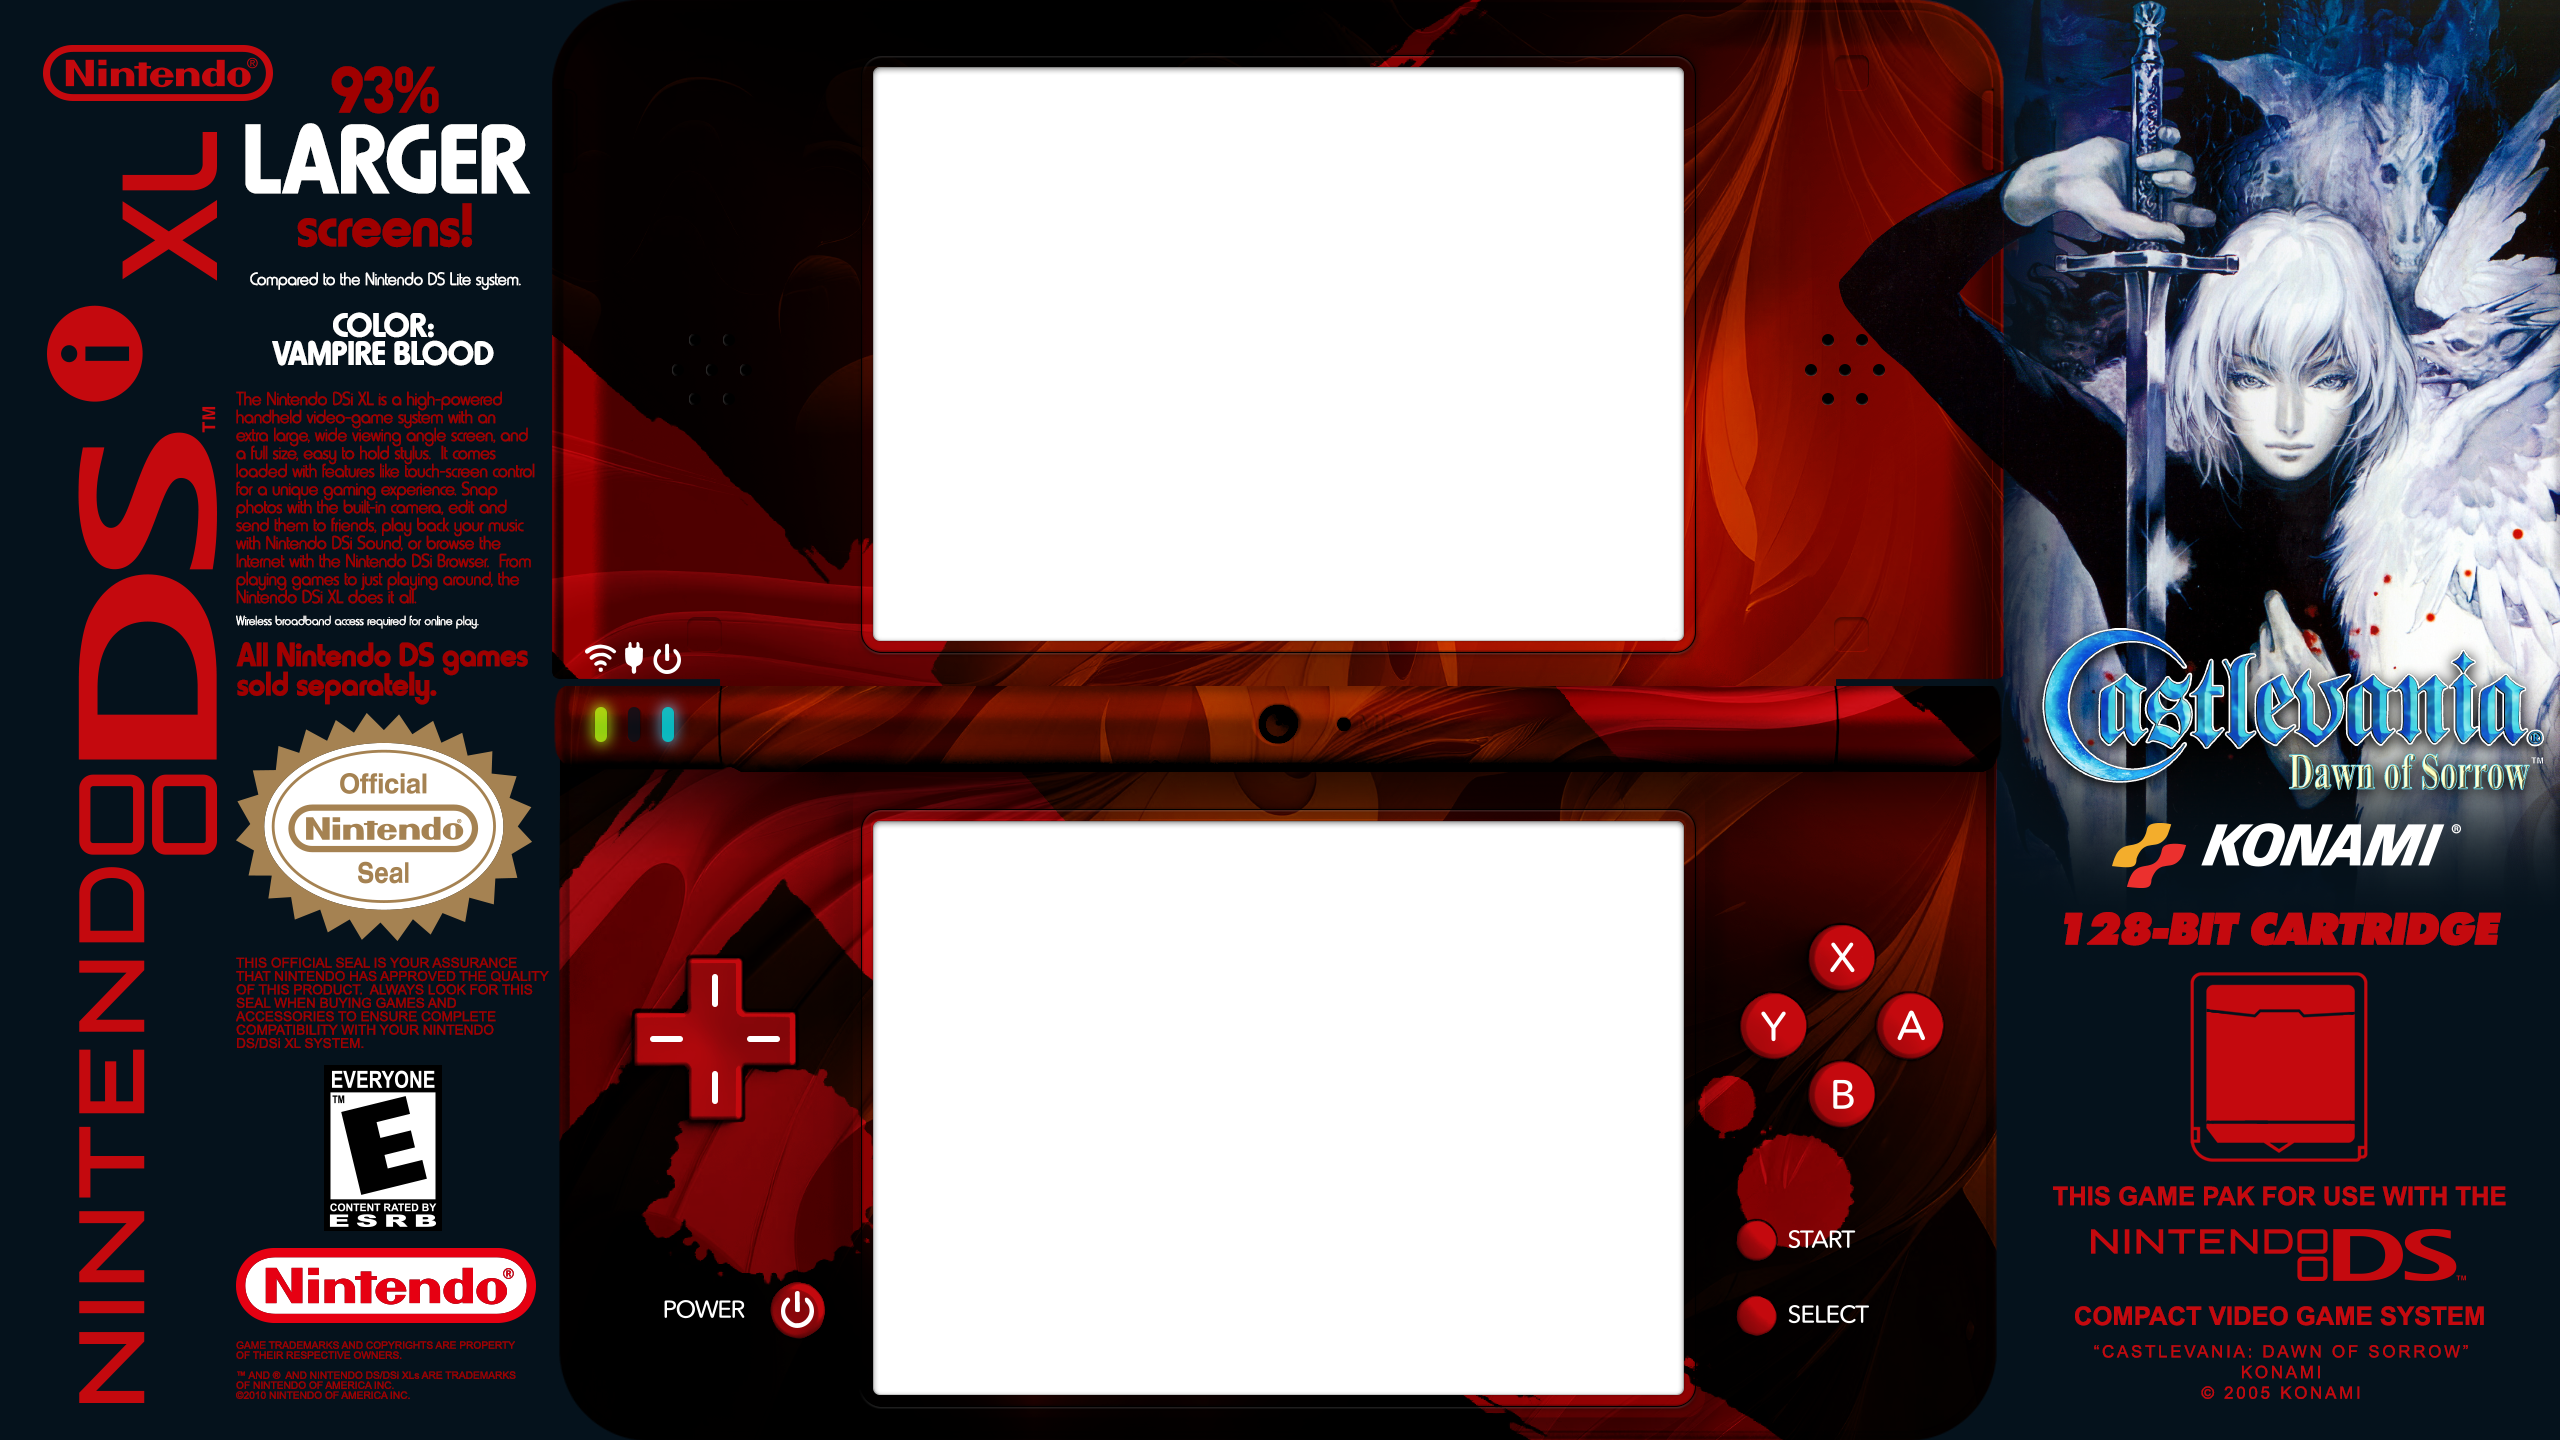 Nintendo®
NINTENDO DS i XL
TM
93%
LARGER
screens!
Compared to the Nintendo DS Lite system.
COLOR:
VAMPIRE BLOOD
The Nintendo DSi XL is a high-powered
handheld video-game system with an
extra large, wide viewing angle screen, and
a full size, easy to hold stylus. It comes
loaded with features like touch-screen control
for a unique gaming experience. Snap
photos with the built-in camera, edit and
send them to friends, play back your music
with Nintendo DSi Sound, or browse the
Internet with the Nintendo DSi Browser. From
playing games to just playing around, the
Nintendo DSi XL does it all.
Wireless broadband access required for online play.
All Nintendo DS games
sold separately.
Official
Nintendo®
Seal
THIS OFFICIAL SEAL IS YOUR ASSURANCE
THAT NINTENDO HAS APPROVED THE QUALITY
OF THIS PRODUCT. ALWAYS LOOK FOR THIS
SEAL WHEN BUYING GAMES AND
ACCESSORIES TO ENSURE COMPLETE
COMPATIBILITY WITH YOUR NINTENDO
DS/DSi XL SYSTEM.
EVERYONE
TM
E
CONTENT RATED BY
ESRB
Nintendo®
GAME TRADEMARKS AND COPYRIGHTS ARE PROPERTY
OF THEIR RESPECTIVE OWNERS.
™ AND ® AND NINTENDO DS/DSi XLs ARE TRADEMARKS
OF NINTENDO OF AMERICA INC.
©2010 NINTENDO OF AMERICA INC.
X
Y
A
B
START
SELECT
POWER
Castlevania®
Dawn of Sorrow™
KONAMI®
128-BIT CARTRIDGE
THIS GAME PAK FOR USE WITH THE
NINTENDO DS™
COMPACT VIDEO GAME SYSTEM
“CASTLEVANIA: DAWN OF SORROW”
KONAMI
© 2005 KONAMI